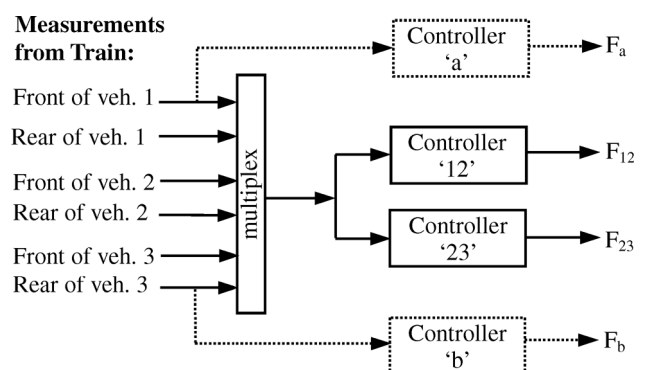 Measurements
from Train:
Controller
‘a’
Fa
Front of veh. 1
Rear of veh. 1
Front of veh. 2
Rear of veh. 2
Front of veh. 3
Rear of veh. 3
multiplex
Controller
‘12’
F12
Controller
‘23’
F23
Controller
‘b’
Fb